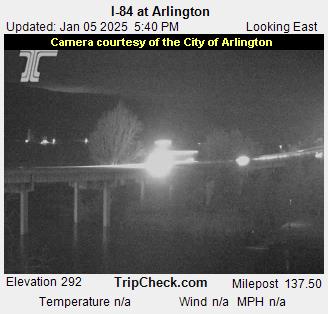 I-84 at Arlington
Updated: Jan 05 2025 5:40 PM Looking East
Camera courtesy of the City of Arlington
Elevation 292 TripCheck.com Milepost 137.50
Temperature n/a Wind n/a MPH n/a